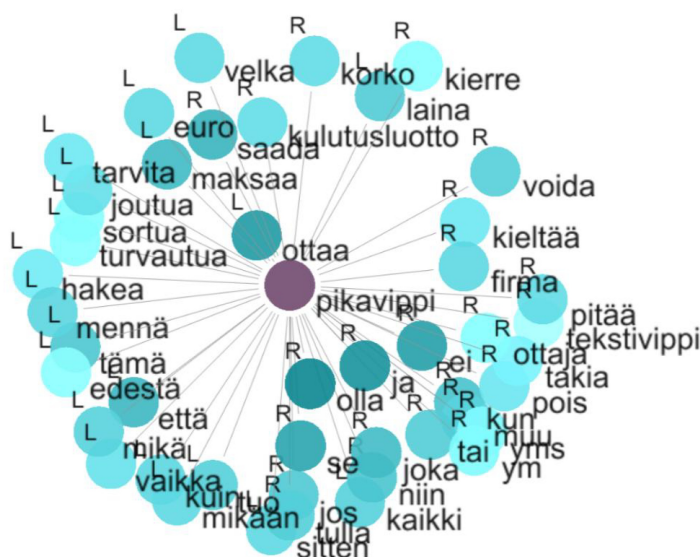 L
R
velka
korko
L
R
kierre
laina
L
R
R
euro
saada
kulutusluotto
L
L
tarvita
maksaa
R
voida
L
joutua
L
sortua
turvautua
L
ottaa
R
kieltää
R
firma
L
hakea
pikavippi
R
R
pitää
L
mennä
R
tekstivippi
L
tämä
R
R
ei
ottaja
R
takia
L
edestä
R
olla
ja
pois
L
että
R
R
kun
R
muu
yms
L
mikä
R
se
R
R
tai
ym
L
vaikka
L
kuin
L
tuo
R
joka
niin
L
mikään
R
jos
L
kaikki
tulla
sitten